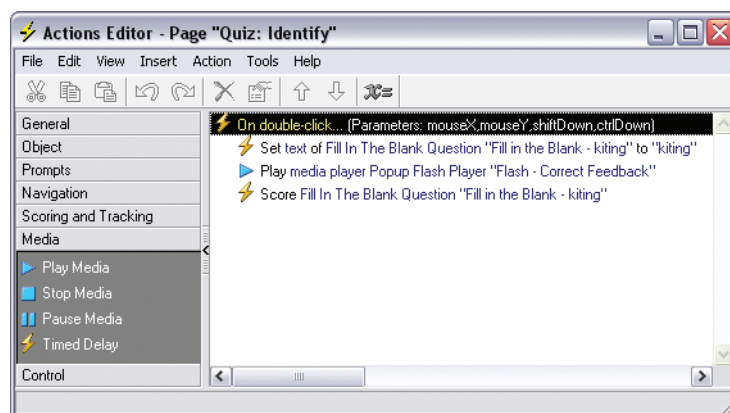 Actions Editor - Page "Quiz: Identify"
File Edit View Insert Action Tools Help
x=
General
Object
Prompts
Navigation
Scoring and Tracking
Media
Play Media
Stop Media
Pause Media
Timed Delay
Control
On double-click... (Parameters: mouseX,mouseY,shiftDown,ctrlDown)
Set text of Fill In The Blank Question "Fill in the Blank - kiting" to "kiting"
Play media player Popup Flash Player "Flash - Correct Feedback"
Score Fill In The Blank Question "Fill in the Blank - kiting"